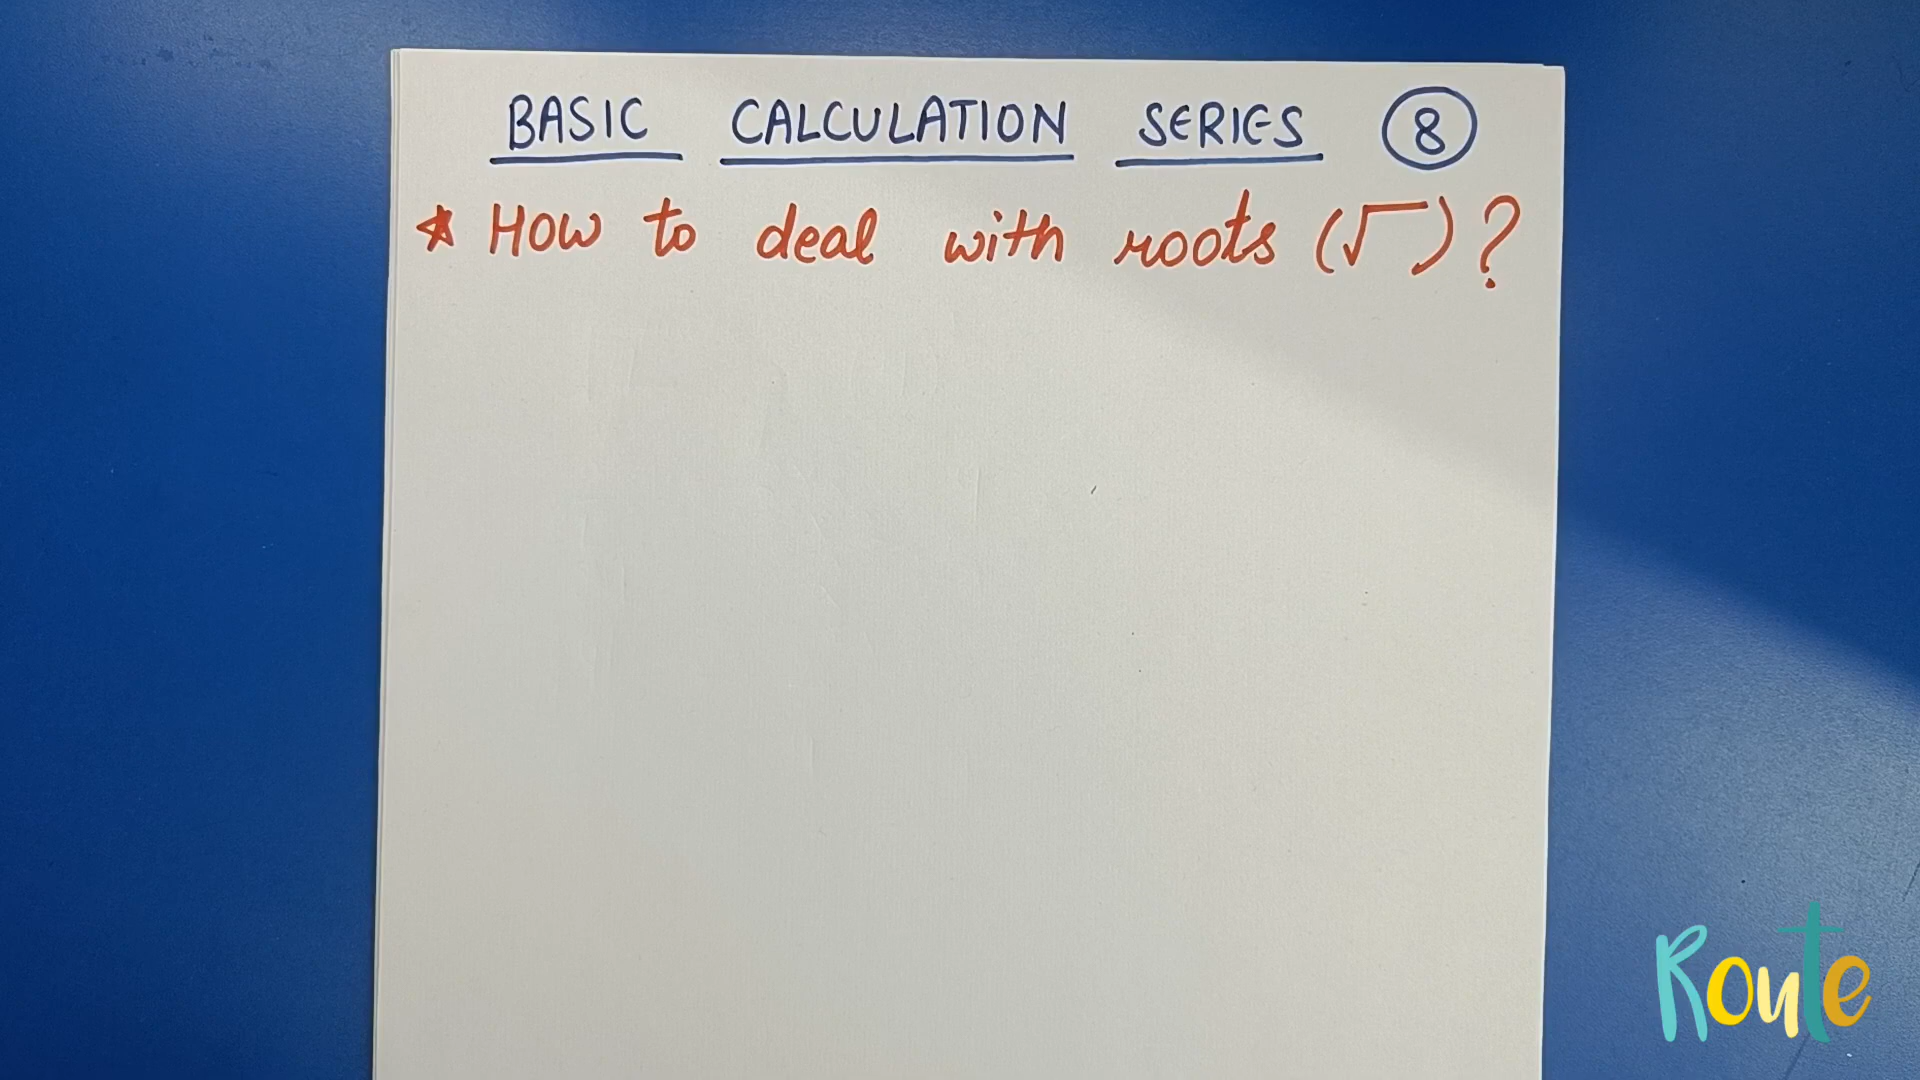 BASIC CALCULATION SERIES 8
* How to deal with roots (√) ?
Route